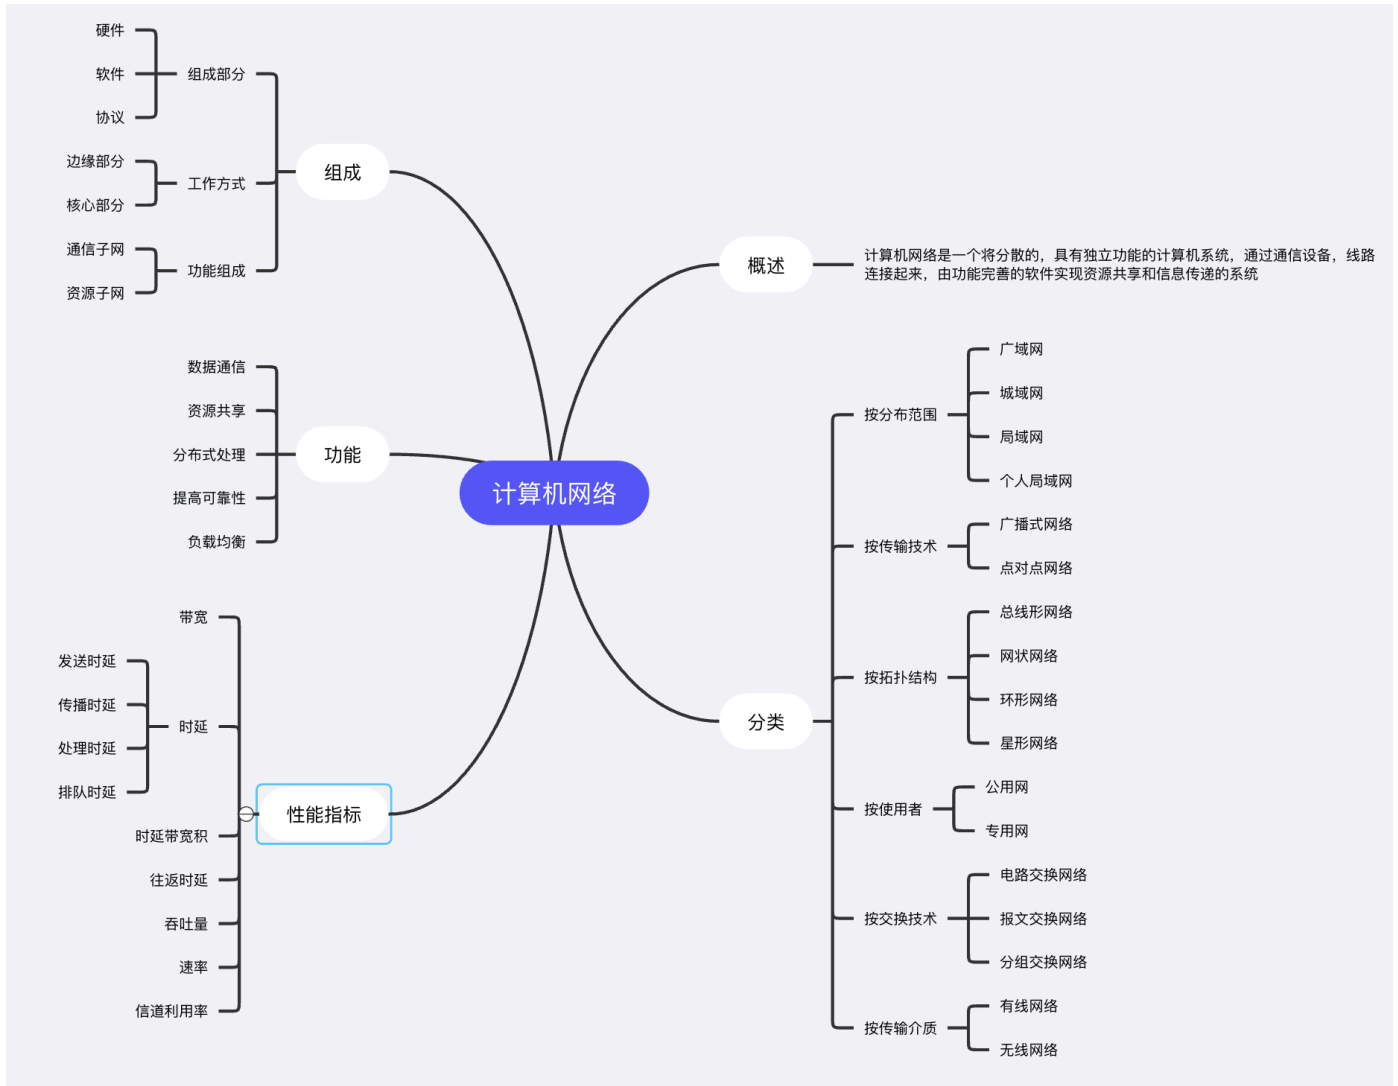 计算机网络
概述
计算机网络是一个将分散的，具有独立功能的计算机系统，通过通信设备，线路
连接起来，由功能完善的软件实现资源共享和信息传递的系统
分类
按分布范围
广域网
城域网
局域网
个人局域网
按传输技术
广播式网络
点对点网络
按拓扑结构
总线形网络
网状网络
环形网络
星形网络
按使用者
公用网
专用网
按交换技术
电路交换网络
报文交换网络
分组交换网络
按传输介质
有线网络
无线网络
组成
组成部分
硬件
软件
协议
工作方式
边缘部分
核心部分
功能组成
通信子网
资源子网
功能
数据通信
资源共享
分布式处理
提高可靠性
负载均衡
性能指标
带宽
时延
发送时延
传播时延
处理时延
排队时延
时延带宽积
往返时延
吞吐量
速率
信道利用率